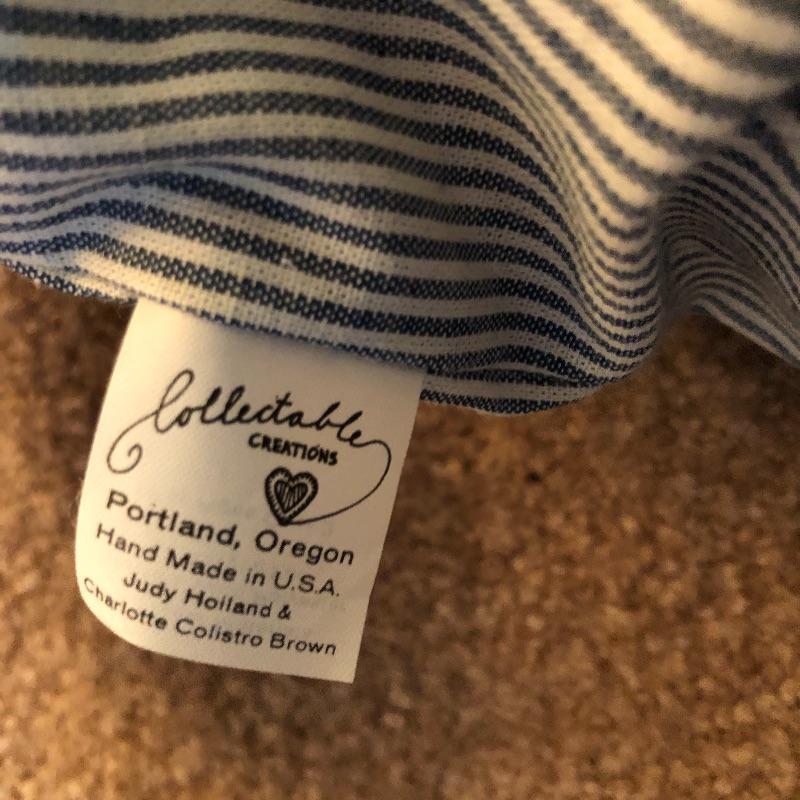 Collectable
CREATIONS
Portland, Oregon
Hand Made in U.S.A.
Judy Holland &
Charlotte Colistro Brown